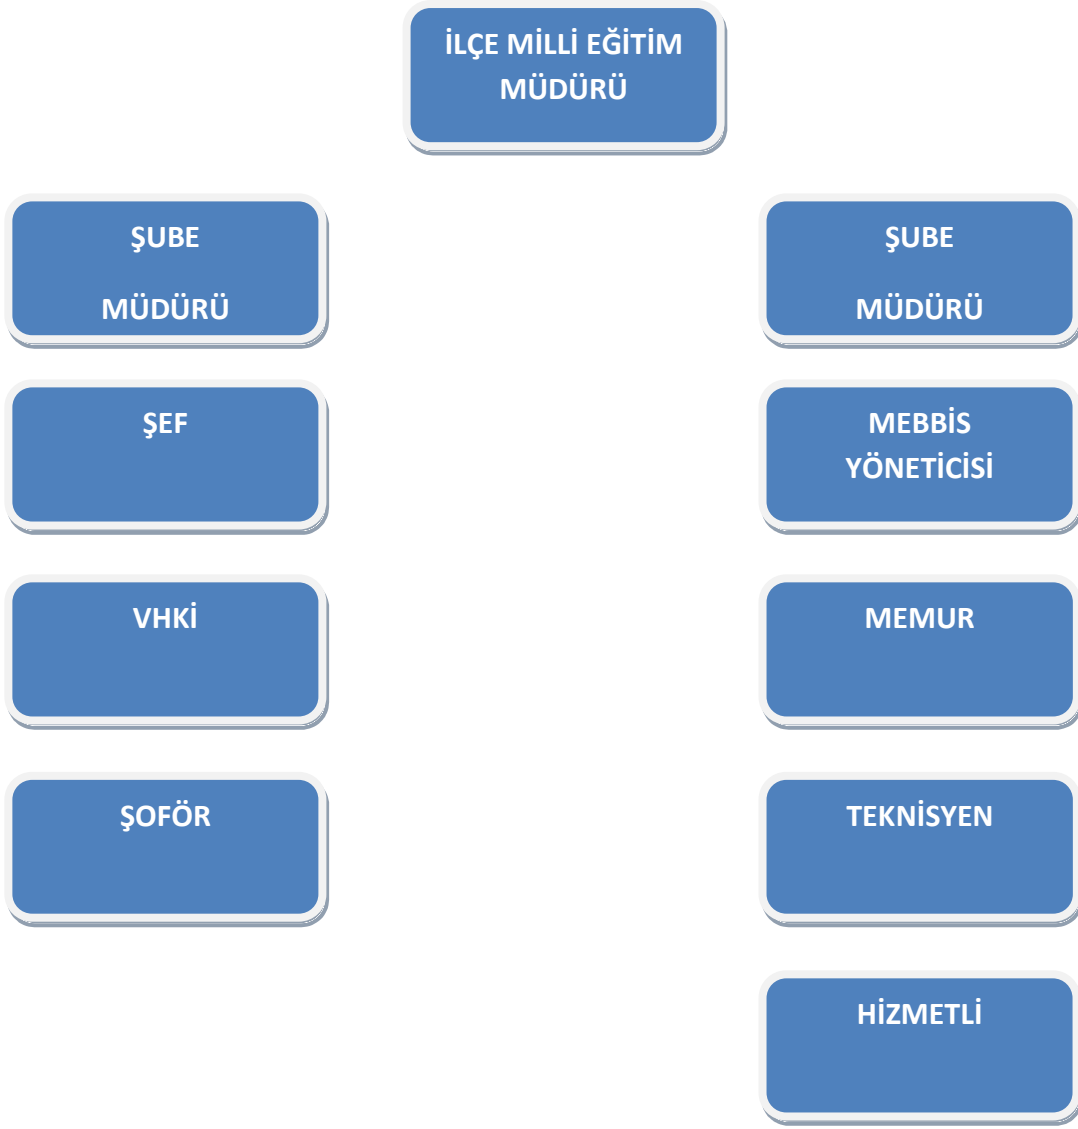 İLÇE MİLLİ EĞİTİM
MÜDÜRÜ
ŞUBE
MÜDÜRÜ
ŞUBE
MÜDÜRÜ
ŞEF
MEBBİS
YÖNETİCİSİ
VHKİ
MEMUR
ŞOFÖR
TEKNİSYEN
HİZMETLİ